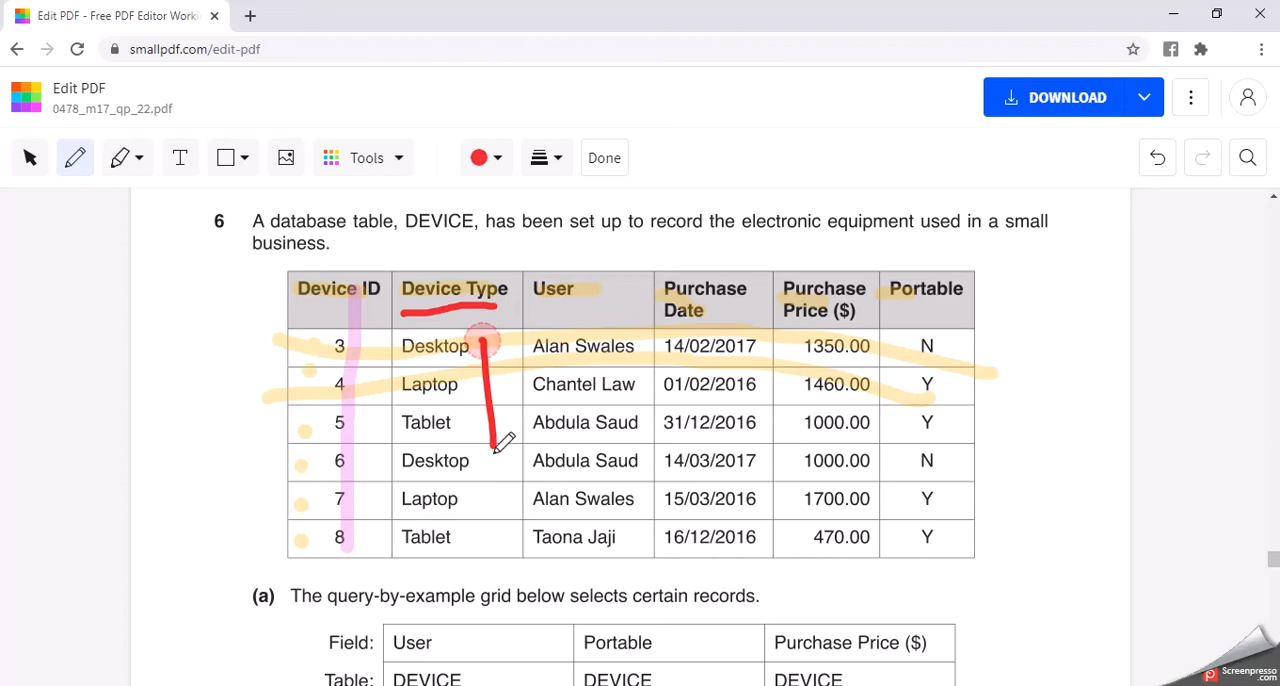 Edit PDF - Free PDF Editor Worki
smallpdf.com/edit-pdf
Edit PDF
0478_m17_qp_22.pdf
DOWNLOAD
T
Tools
Done
6 A database table, DEVICE, has been set up to record the electronic equipment used in a small
business.
Device ID Device Type User Purchase Date Purchase Price ($) Portable
3 Desktop Alan Swales 14/02/2017 1350.00 N
4 Laptop Chantel Law 01/02/2016 1460.00 Y
5 Tablet Abdula Saud 31/12/2016 1000.00 Y
6 Desktop Abdula Saud 14/03/2017 1000.00 N
7 Laptop Alan Swales 15/03/2016 1700.00 Y
8 Tablet Taona Jaji 16/12/2016 470.00 Y
(a) The query-by-example grid below selects certain records.
Field: User Portable Purchase Price ($)
Table: DEVICE DEVICE DEVICE
Screenpresso
.com